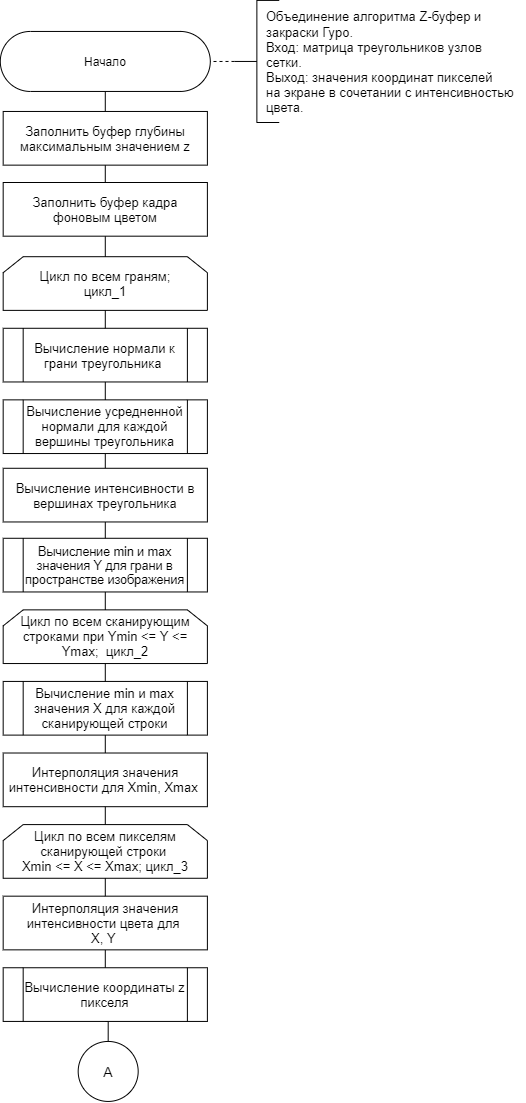 Объединение алгоритма Z-буфер и
закраски Гуро.
Вход: матрица треугольников узлов
сетки.
Выход: значения координат пикселей
на экране в сочетании с интенсивностью
цвета.
Начало
Заполнить буфер глубины
максимальным значением z
Заполнить буфер кадра
фоновым цветом
Цикл по всем граням;
цикл_1
Вычисление нормали к
грани треугольника
Вычисление усредненной
нормали для каждой
вершины треугольника
Вычисление интенсивности в
вершинах треугольника
Вычисление min и max
значения Y для грани в
пространстве изображения
Цикл по всем сканирующим
строками при Ymin <= Y <=
Ymax; цикл_2
Вычисление min и max
значения X для каждой
сканирующей строки
Интерполяция значения
интенсивности для Xmin, Xmax
Цикл по всем пикселям
сканирующей строки
Xmin <= X <= Xmax; цикл_3
Интерполяция значения
интенсивности цвета для
X, Y
Вычисление координаты z
пикселя
А